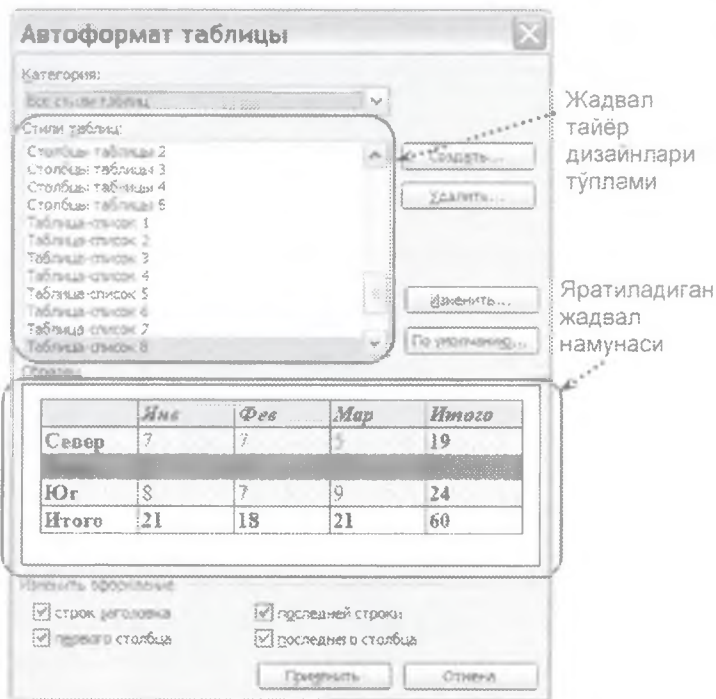 Автоформат таблицы
Категория:
Все стили таблиц
Стили таблиц:
Столбцы таблицы 2
Столбцы таблицы 3
Столбцы таблицы 4
Столбцы таблицы 5
Таблица-список 1
Таблица-список 2
Таблица-список 3
Таблица-список 4
Таблица-список 5
Таблица-список 6
Таблица-список 7
Таблица-список 8
Создать...
Удалить...
Изменить...
По умолчанию...
Жадвал
тайёр
дизайнлари
тўплами
Яратиладиган
жадвал
намунаси
Образец
Янв Фев Мар Итого
Север 7 7 5 19
Юг 8 7 9 24
Итого 21 18 21 60
Изменить оформление
строк заголовка
последней строки
первого столбца
последнего столбца
Применить
Отмена